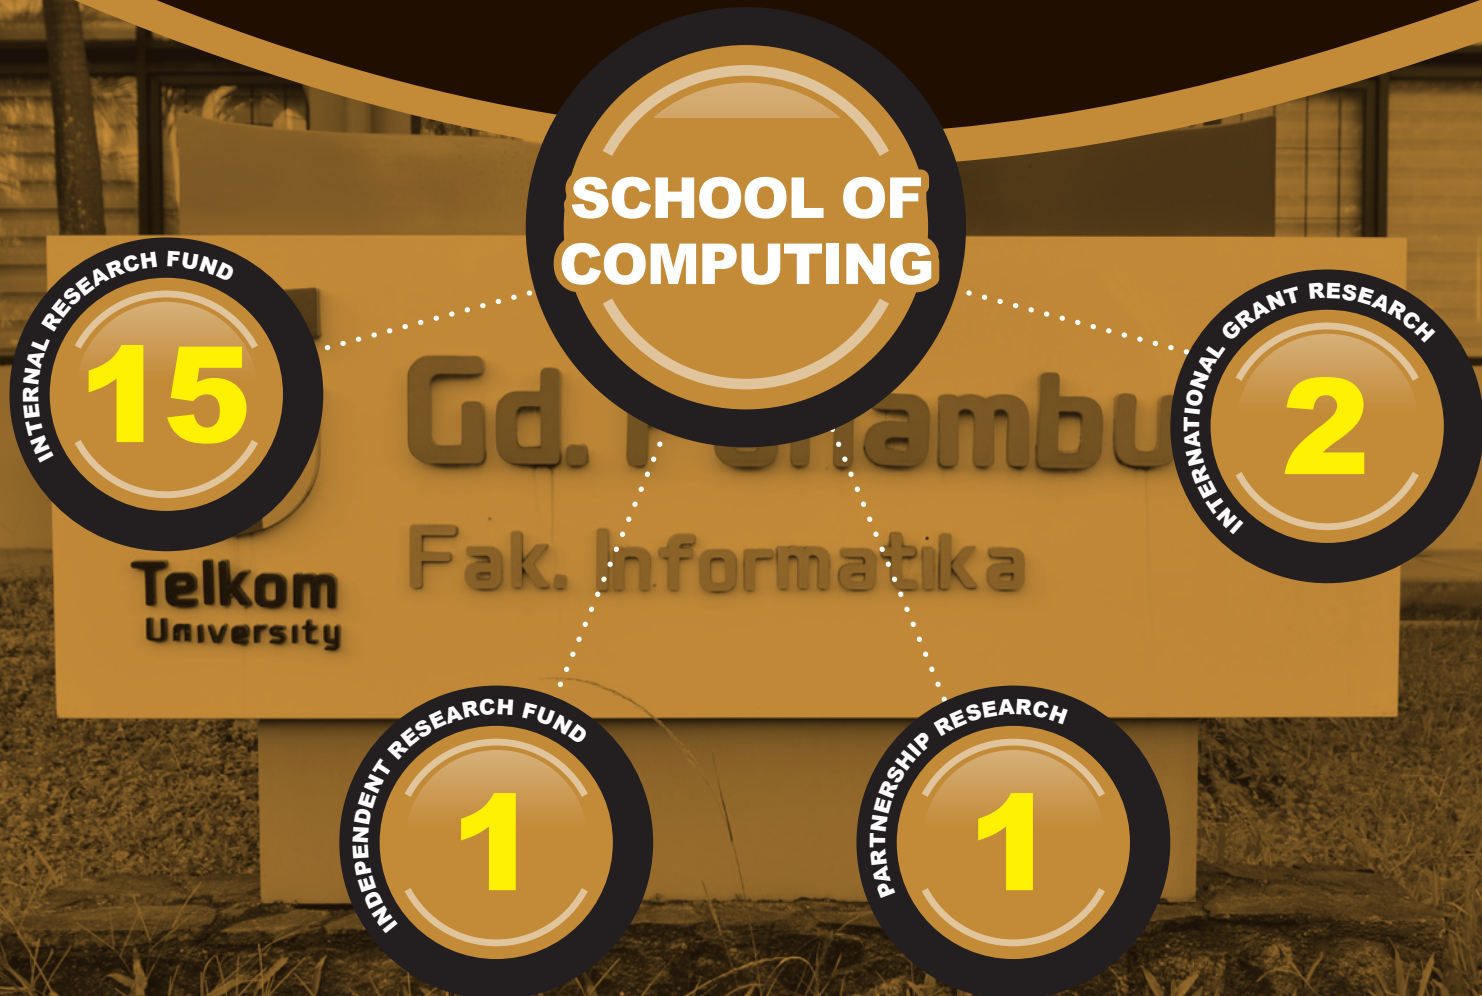 SCHOOL OF
COMPUTING
INTERNAL RESEARCH FUND
15
INTERNATIONAL GRANT RESEARCH
2
Gd.
Fak. Informatika
Telkom
University
INDEPENDENT RESEARCH FUND
1
PARTNERSHIP RESEARCH
1